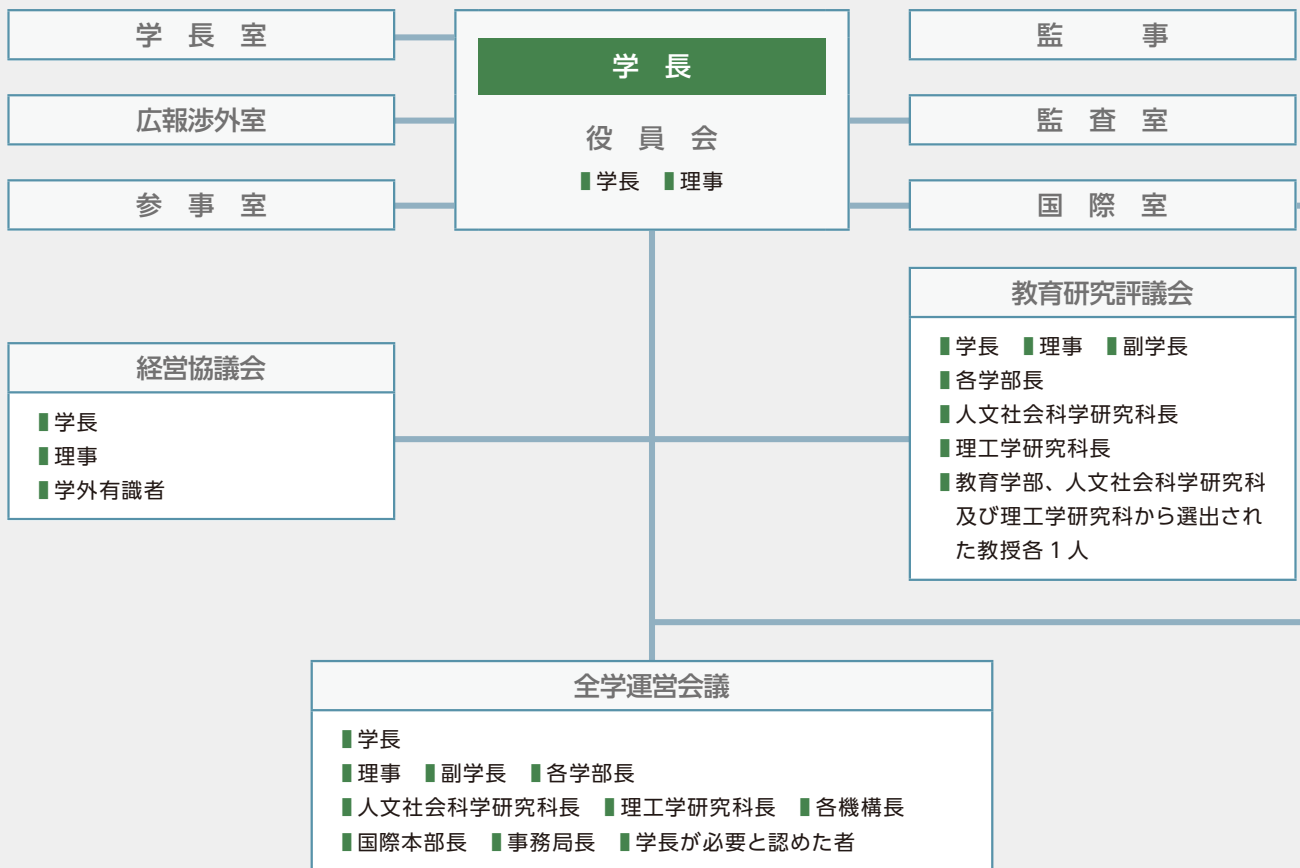 学長室
広報渉外室
参事室
学長
役員会
学長 理事
監事
監査室
国際室
経営協議会
学長
理事
学外有識者
教育研究評議会
学長 理事 副学長
各学部長
人文社会科学研究科長
理工学研究科長
教育学部、人文社会科学研究科
及び理工学研究科から選出され
た教授各1人
全学運営会議
学長
理事 副学長 各学部長
人文社会科学研究科長 理工学研究科長 各機構長
国際本部長 事務局長 学長が必要と認めた者